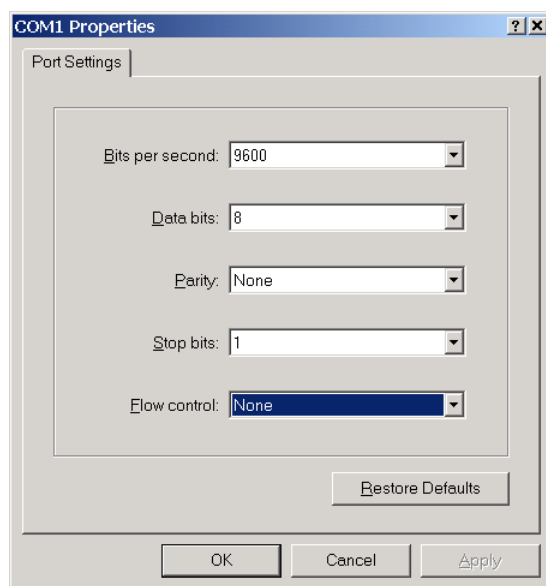 COM1 Properties
Port Settings
Bits per second: 9600
Data bits: 8
Parity: None
Stop bits: 1
Flow control: None
Restore Defaults
OK Cancel Apply